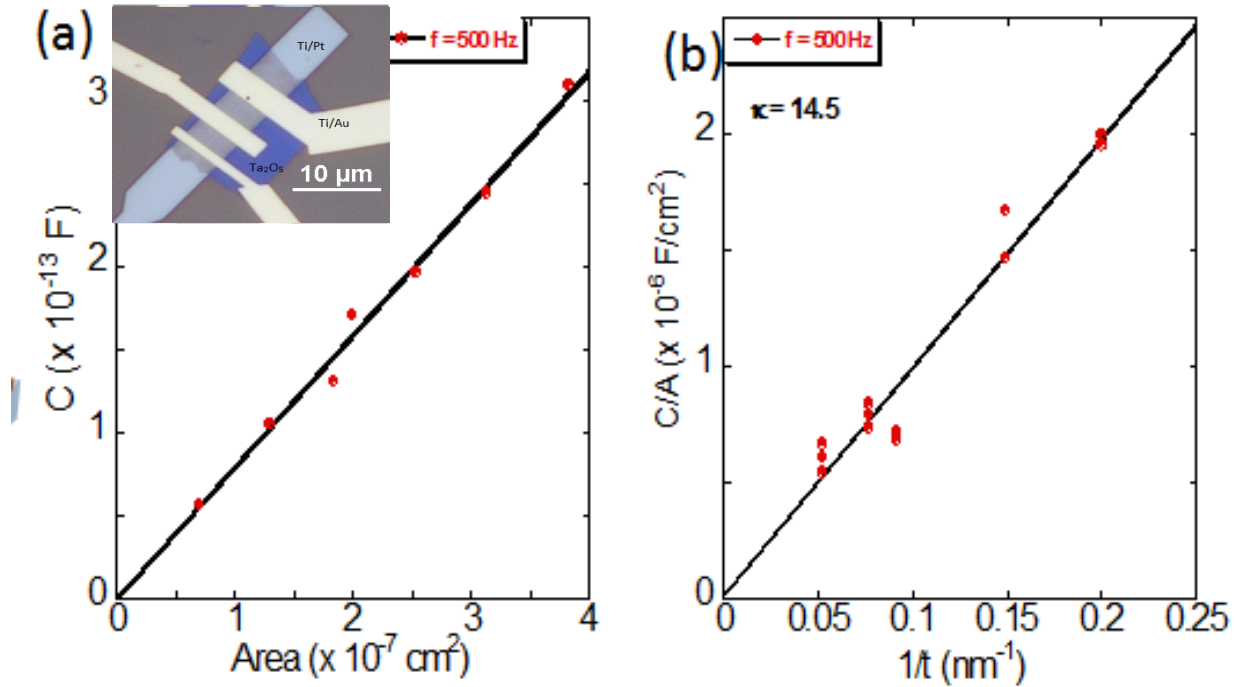 (a)
f = 500 Hz
Ti/Pt
Ti/Au
Ta₂O₅
10 µm
3
2
1
0
C (x 10⁻¹³ F)
0 1 2 3 4
Area (x 10⁻⁷ cm²)
(b)
f = 500 Hz
κ = 14.5
2
1
0
C/A (x 10⁻⁶ F/cm²)
0 0.05 0.1 0.15 0.2 0.25
1/t (nm⁻¹)